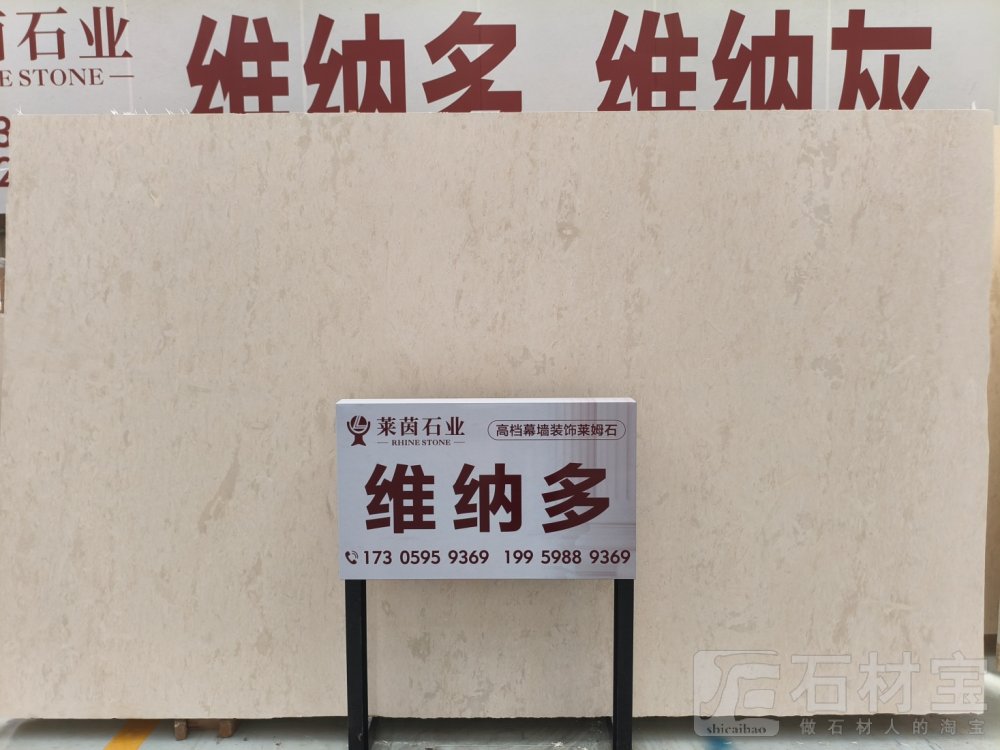 石业
E STONE
维纳多 维纳灰
莱茵石业
RHINE STONE
高档幕墙装饰莱姆石
维纳多
173 0595 9369 199 5988 9369
石材宝
shicaibao
做石材人的淘宝